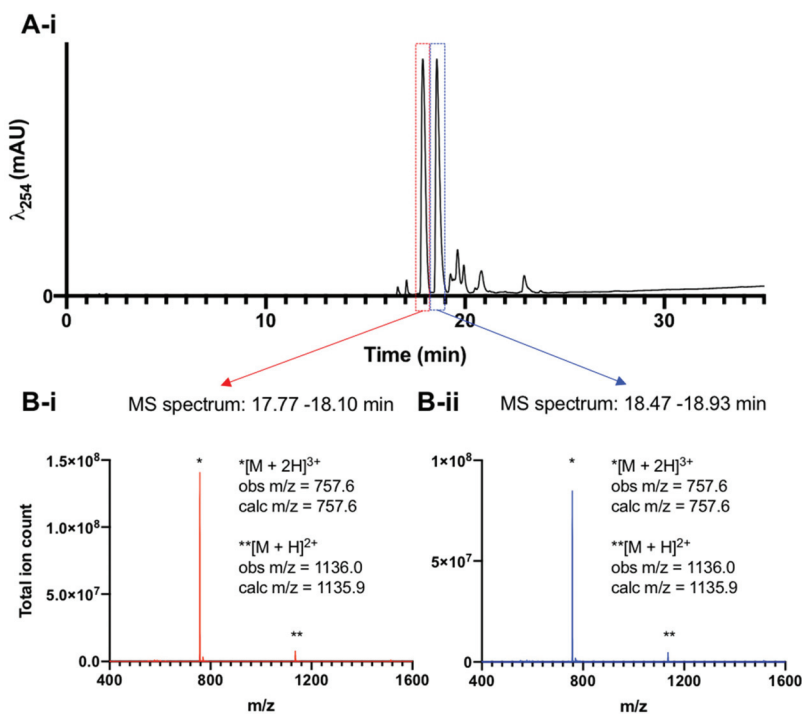 A-i
λ254 (mAU)
0
0 10 20 30
Time (min)
B-i
MS spectrum: 17.77 -18.10 min
B-ii
MS spectrum: 18.47 -18.93 min
Total ion count
1.5×10⁸
1.0×10⁸
5.0×10⁷
0.0
*
*[M + 2H]³⁺
obs m/z = 757.6
calc m/z = 757.6
**[M + H]²⁺
obs m/z = 1136.0
calc m/z = 1135.9
**
400 800 1200 1600
m/z
1×10⁸
5×10⁷
0
*
*[M + 2H]³⁺
obs m/z = 757.6
calc m/z = 757.6
**[M + H]²⁺
obs m/z = 1136.0
calc m/z = 1135.9
**
400 800 1200 1600
m/z